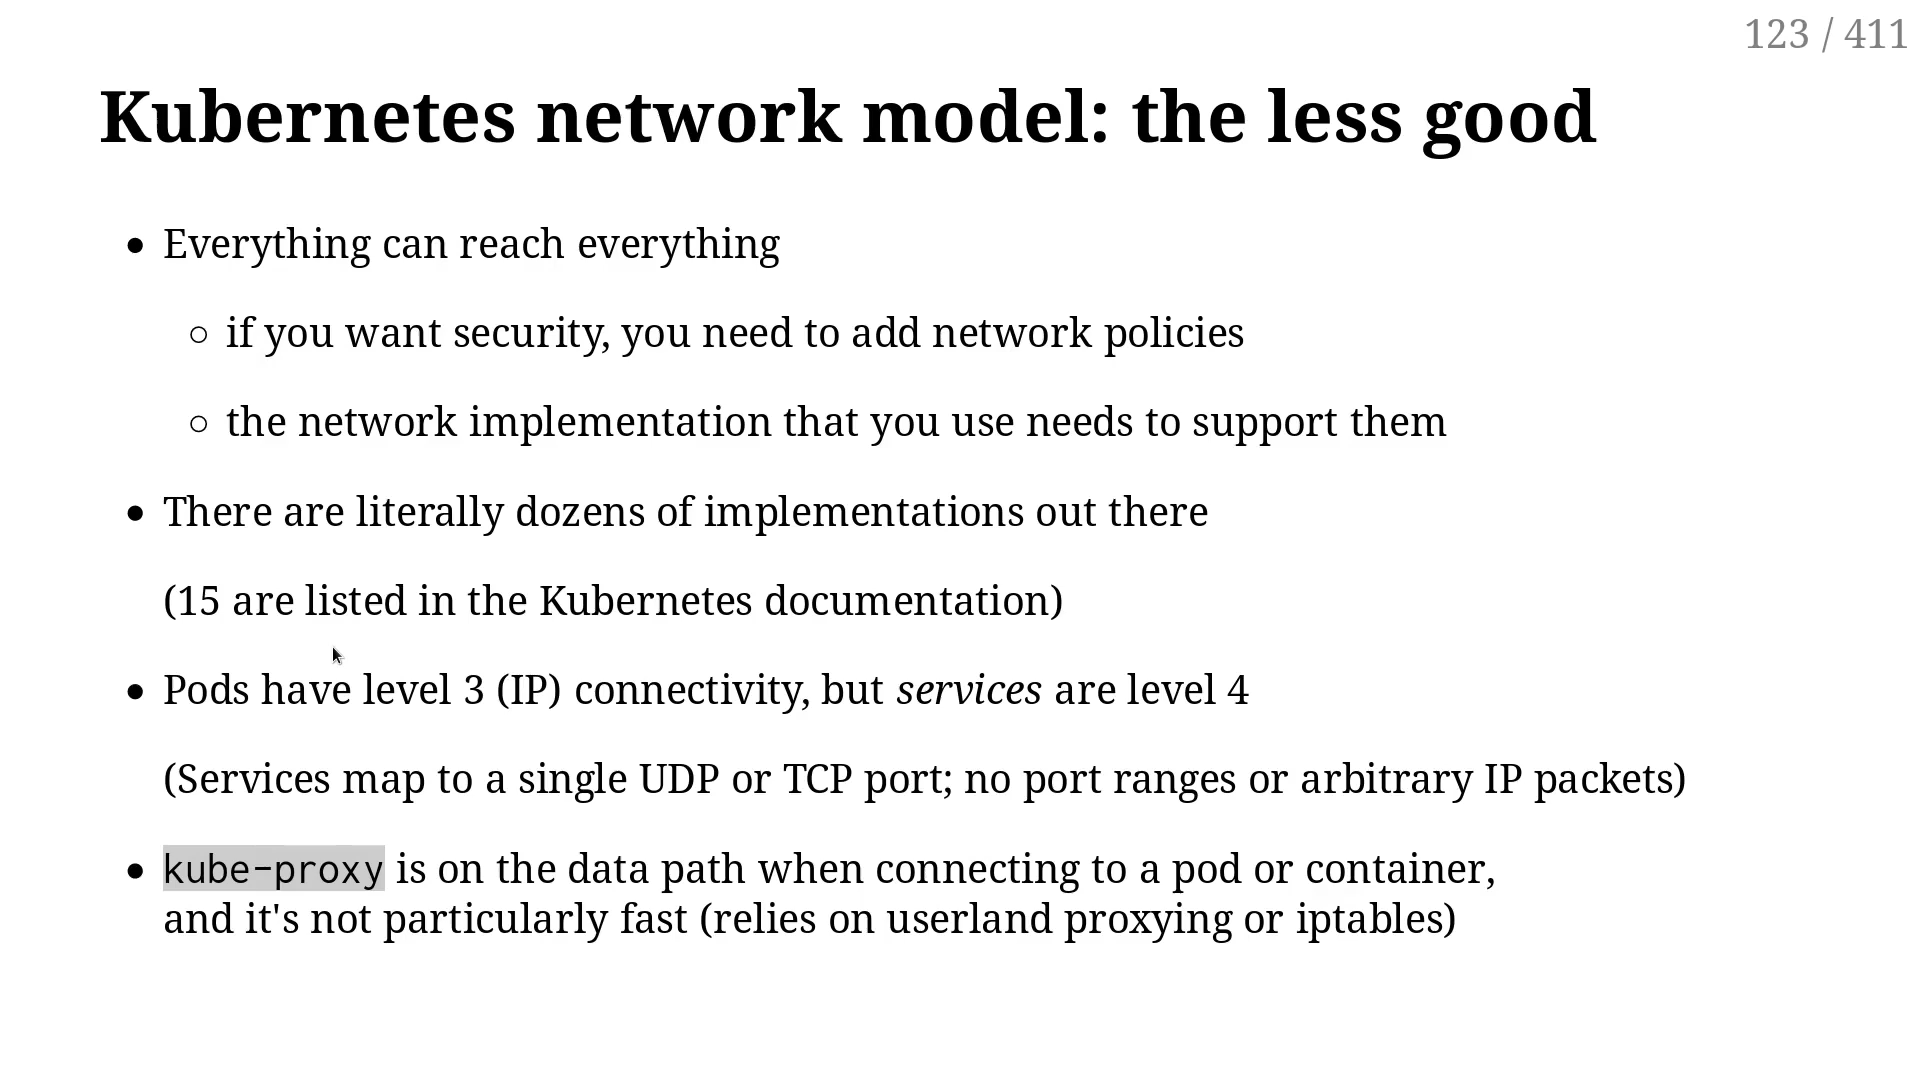 123 / 411
Kubernetes network model: the less good
Everything can reach everything
if you want security, you need to add network policies
the network implementation that you use needs to support them
There are literally dozens of implementations out there
(15 are listed in the Kubernetes documentation)
Pods have level 3 (IP) connectivity, but services are level 4
(Services map to a single UDP or TCP port; no port ranges or arbitrary IP packets)
kube-proxy is on the data path when connecting to a pod or container,
and it's not particularly fast (relies on userland proxying or iptables)